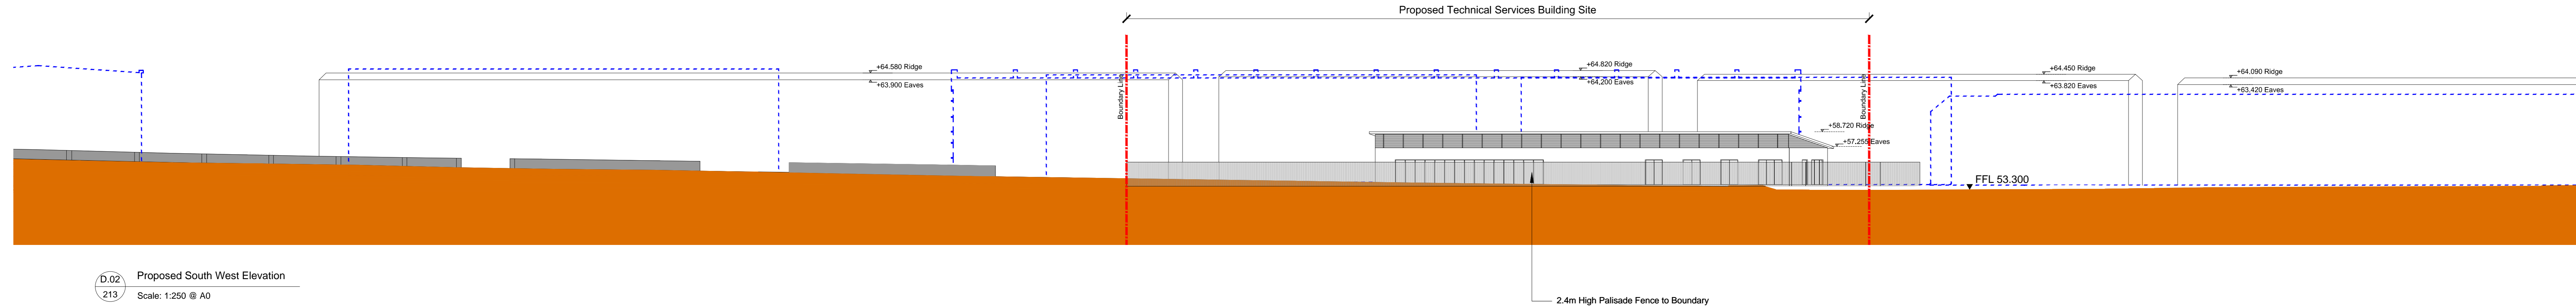 Proposed Technical Services Building Site
+64.580 Ridge
+63.900 Eaves
Boundary Line
+64.820 Ridge
+64,200 Eaves
Boundary Line
+64.450 Ridge
+63.820 Eaves
+64.090 Ridge
+63.420 Eaves
+58.720 Ridge
+57.255 Eaves
FFL 53.300
D.02
213
Proposed South West Elevation
Scale: 1:250 @ A0
2.4m High Palisade Fence to Boundary